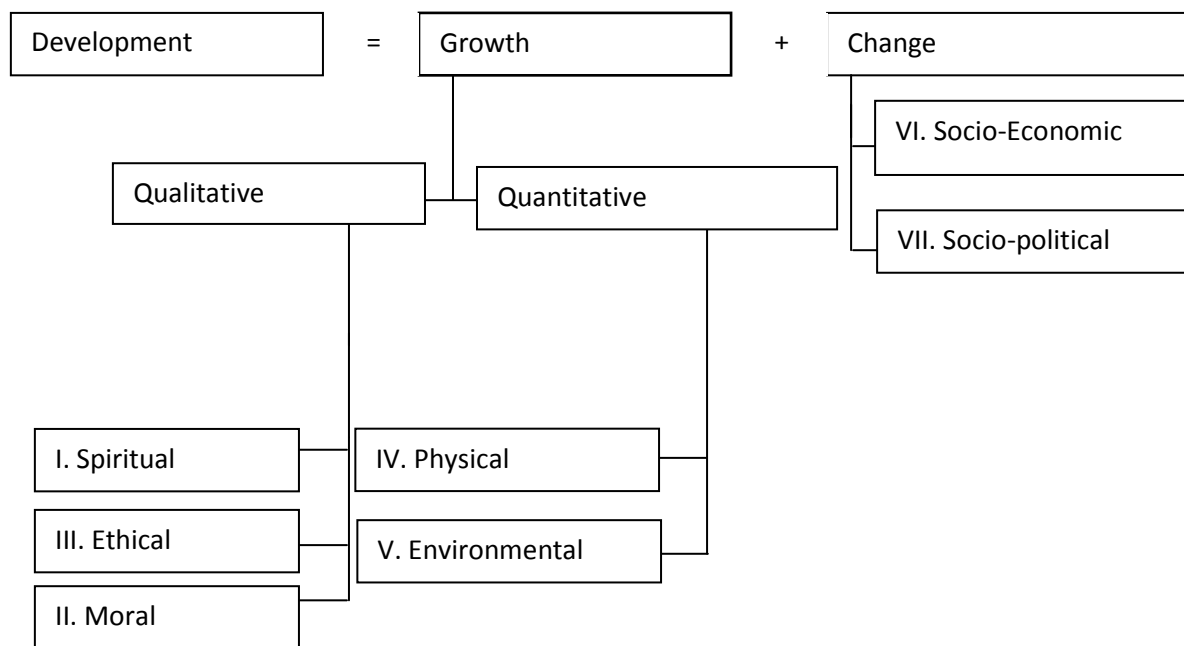 Development = Growth + Change
VI. Socio-Economic
Qualitative Quantitative
VII. Socio-political
I. Spiritual IV. Physical
III. Ethical V. Environmental
II. Moral